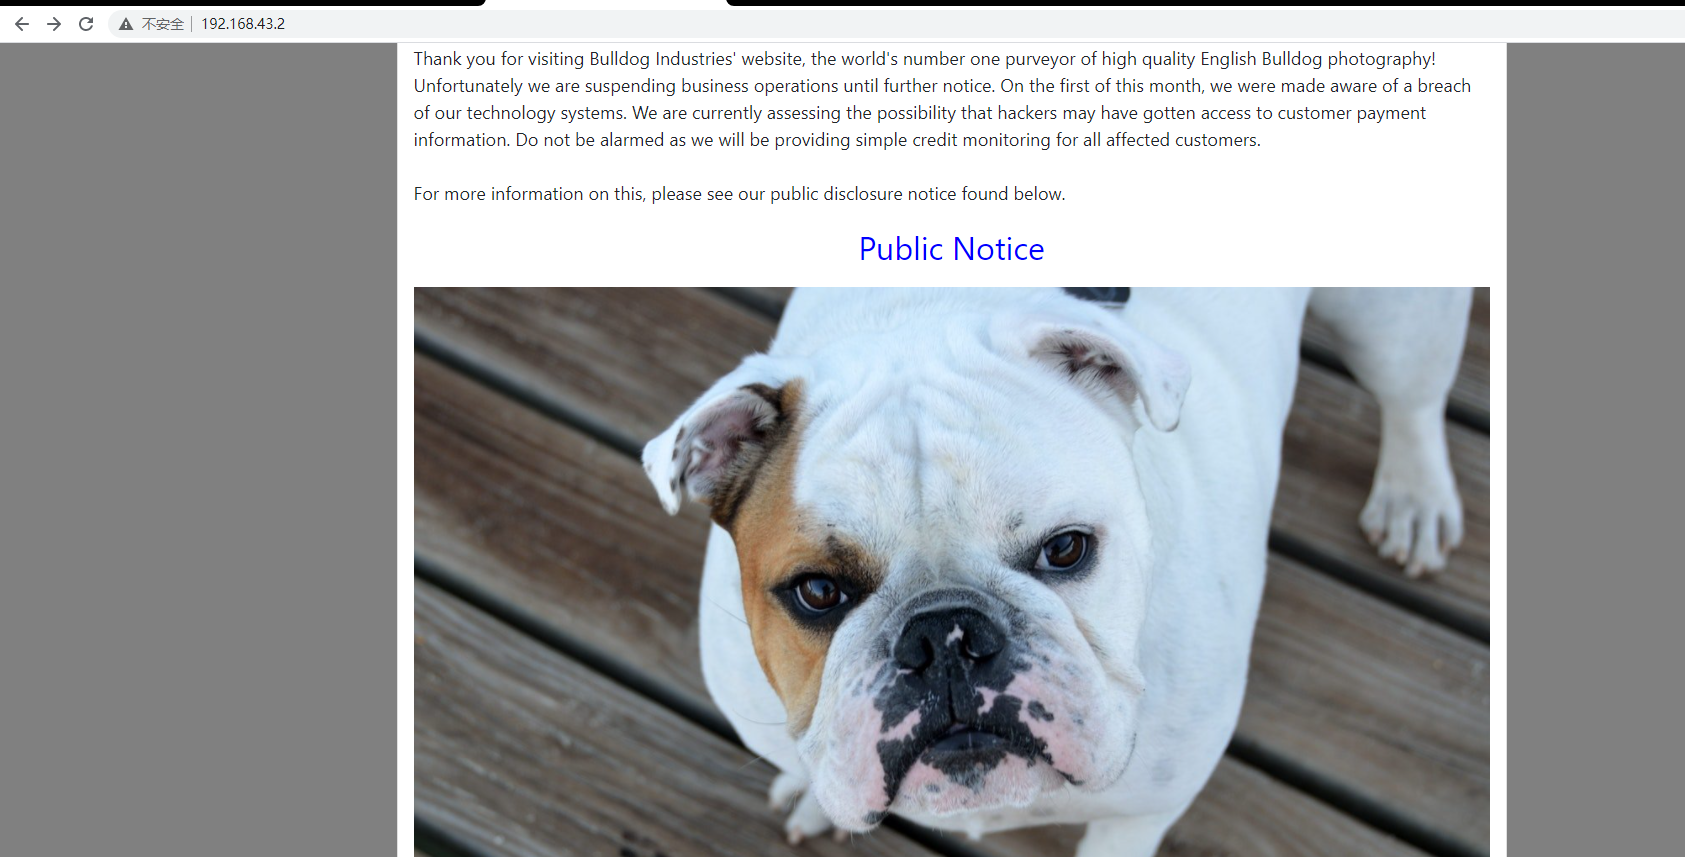 不安全
192.168.43.2
Thank you for visiting Bulldog Industries' website, the world's number one purveyor of high quality English Bulldog photography!
Unfortunately we are suspending business operations until further notice. On the first of this month, we were made aware of a breach
of our technology systems. We are currently assessing the possibility that hackers may have gotten access to customer payment
information. Do not be alarmed as we will be providing simple credit monitoring for all affected customers.
For more information on this, please see our public disclosure notice found below.
Public Notice